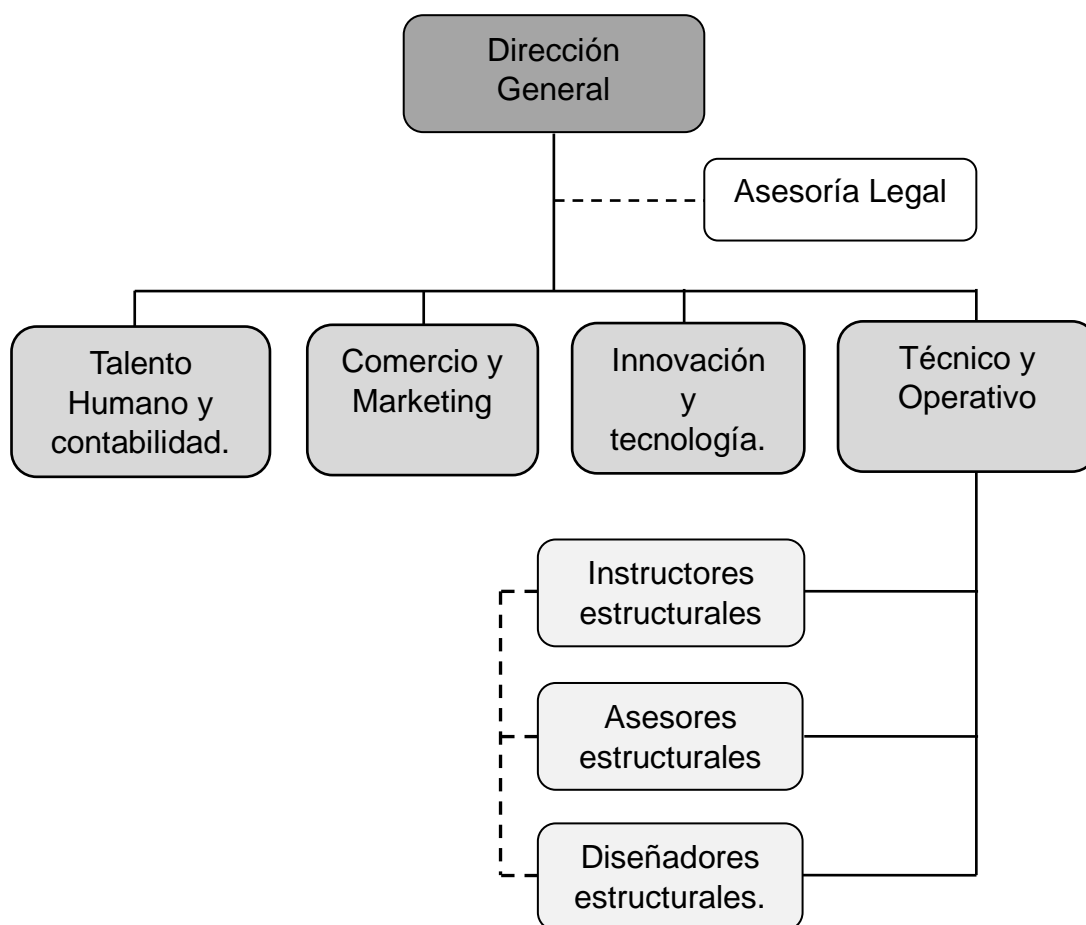 Dirección
General
Asesoría Legal
Talento
Humano y
contabilidad.
Comercio y
Marketing
Innovación
y
tecnología.
Técnico y
Operativo
Instructores
estructurales
Asesores
estructurales
Diseñadores
estructurales.